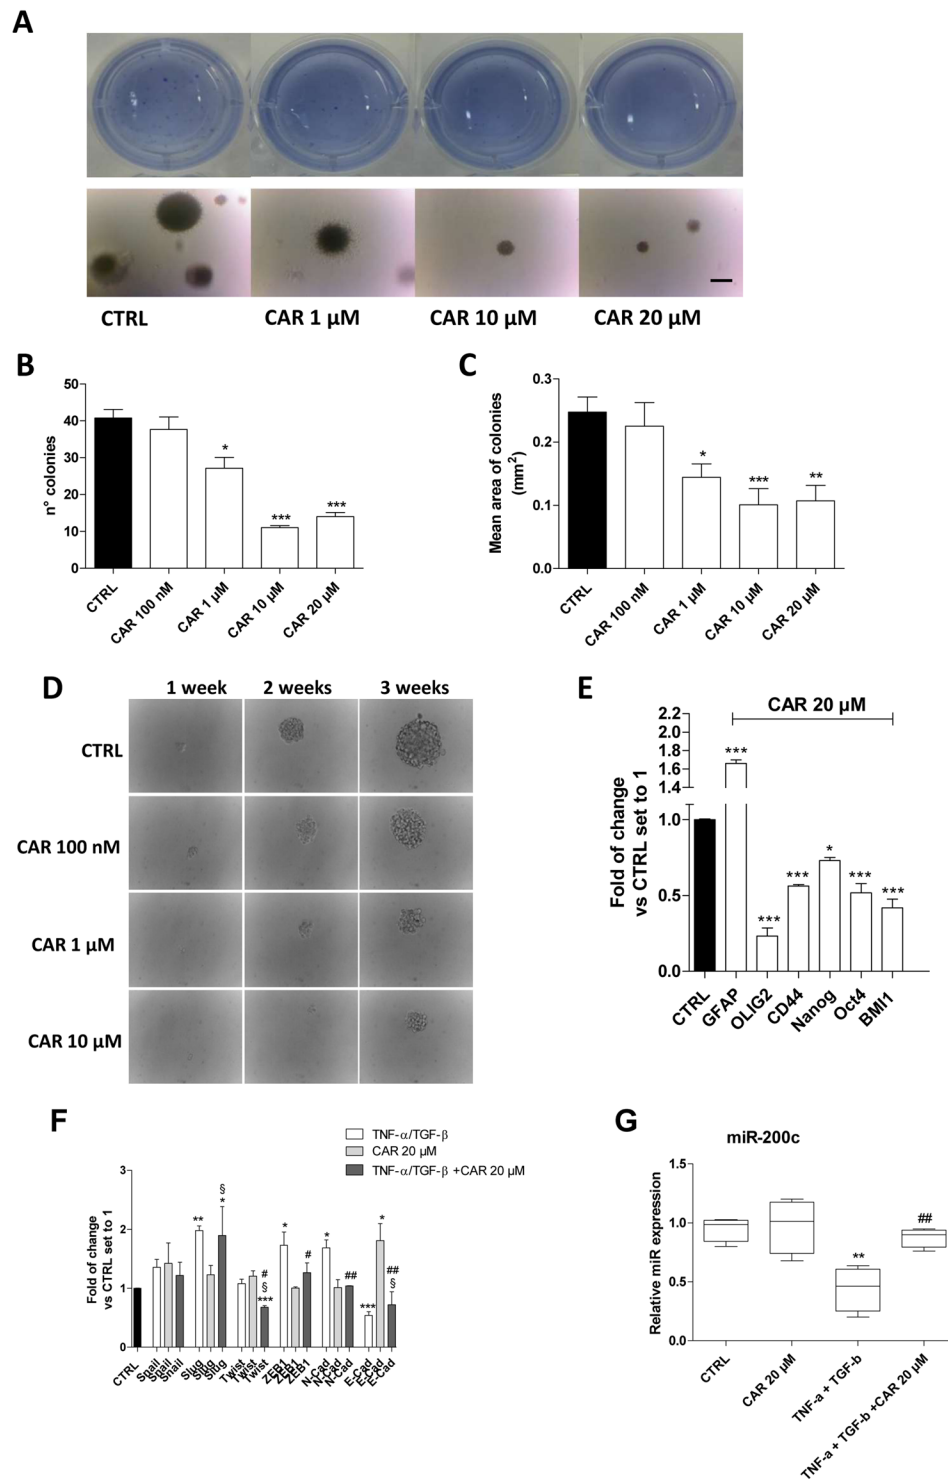 A
CTRL
CAR 1 µM
CAR 10 µM
CAR 20 µM
B
n° colonies
50
40
30
20
10
0
*
***
***
CTRL
CAR 100 nM
CAR 1 µM
CAR 10 µM
CAR 20 µM
C
Mean area of colonies
(mm²)
0.3
0.2
0.1
0.0
*
***
**
CTRL
CAR 100 nM
CAR 1 µM
CAR 10 µM
CAR 20 µM
D
1 week
2 weeks
3 weeks
CTRL
CAR 100 nM
CAR 1 µM
CAR 10 µM
E
CAR 20 µM
Fold of change
vs CTRL set to 1
2.2
2.0
1.8
1.6
1.4
1.0
0.5
0.0
***
***
***
*
***
***
CTRL
GFAP
OLIG2
CD44
Nanog
Oct4
BMI1
F
TNF-α/TGF-β
CAR 20 µM
TNF-α/TGF-β +CAR 20 µM
Fold of change
vs CTRL set to 1
3
2
1
0
**
§
*
#
§
***
*
#
*
##
***
*
##
§
CTRL
Snail
Snail
Snail
Slug
Slug
Slug
Twist
Twist
Twist
ZEB1
ZEB1
ZEB1
N-Cad
N-Cad
N-Cad
E-Cad
E-Cad
E-Cad
G
miR-200c
Relative miR expression
1.5
1.0
0.5
0.0
**
##
CTRL
CAR 20 µM
TNF-a + TGF-b
TNF-a + TGF-b +CAR 20 µM